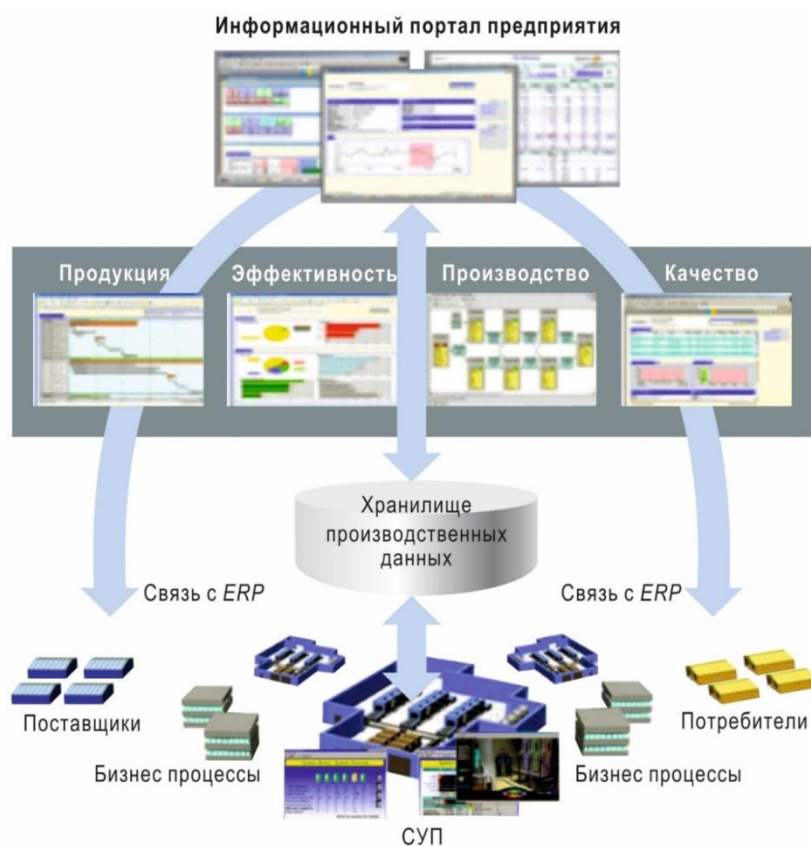 Информационный портал предприятия
Продукция
Эффективность
Производство
Качество
Хранилище
производственных
данных
Связь с ERP
Связь с ERP
Поставщики
Бизнес процессы
Бизнес процессы
Потребители
СУП